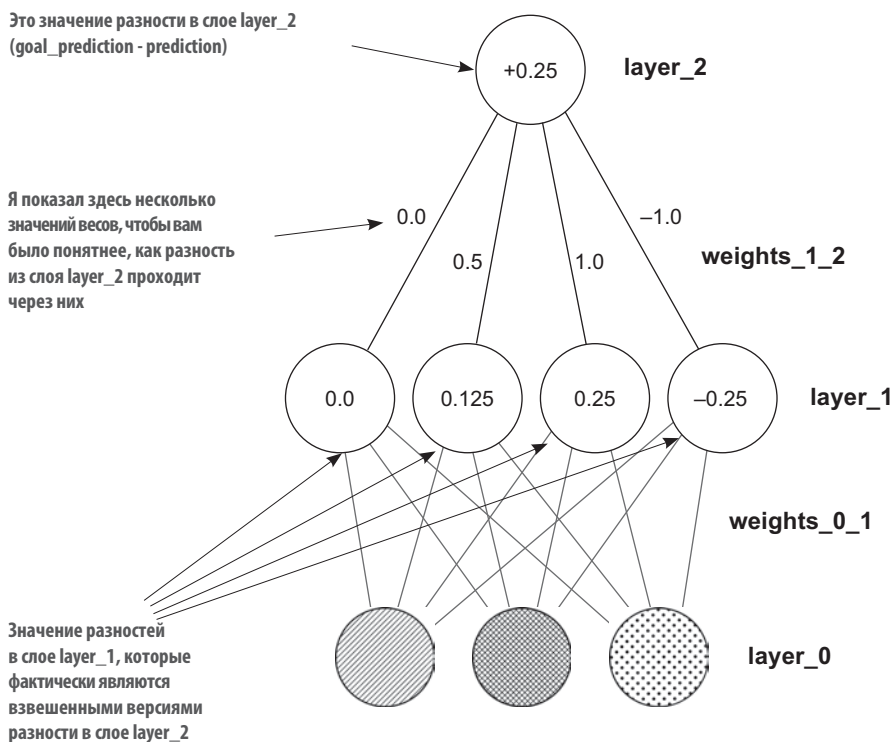 Это значение разности в слое layer_2
(goal_prediction - prediction)
+0.25
layer_2
Я показал здесь несколько
значений весов, чтобы вам
было понятнее, как разность
из слоя layer_2 проходит
через них
0.0
–1.0
0.5
1.0
weights_1_2
0.0
0.125
0.25
–0.25
layer_1
weights_0_1
Значение разностей
в слое layer_1, которые
фактически являются
взвешенными версиями
разности в слое layer_2
layer_0